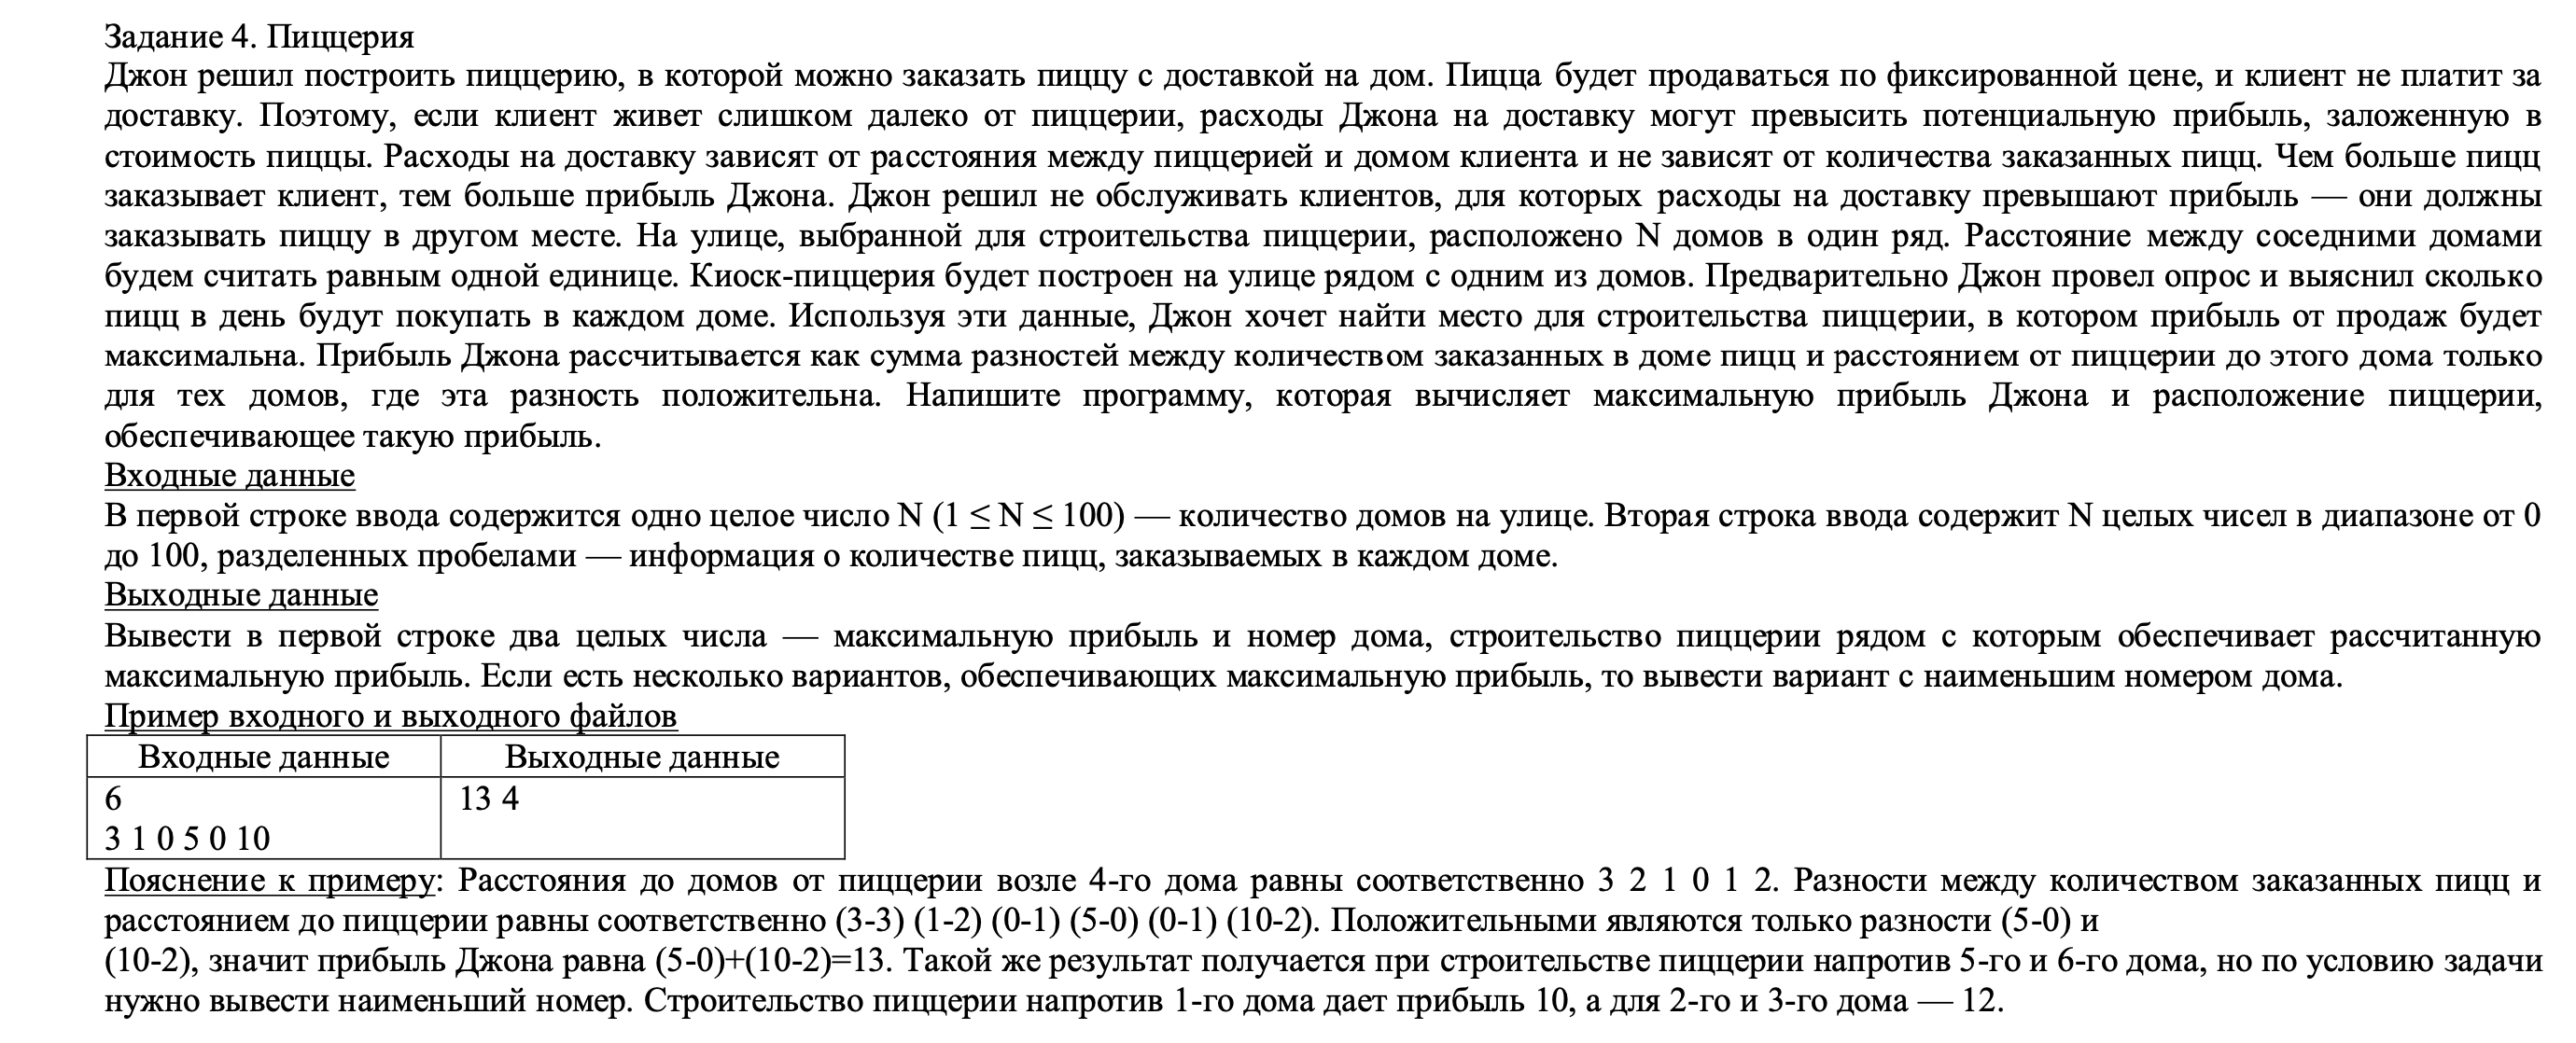 Задание 4. Пиццерия
Джон решил построить пиццерию, в которой можно заказать пиццу с доставкой на дом. Пицца будет продаваться по фиксированной цене, и клиент не платит за
доставку. Поэтому, если клиент живет слишком далеко от пиццерии, расходы Джона на доставку могут превысить потенциальную прибыль, заложенную в
стоимость пиццы. Расходы на доставку зависят от расстояния между пиццерией и домом клиента и не зависят от количества заказанных пицц. Чем больше пицц
заказывает клиент, тем больше прибыль Джона. Джон решил не обслуживать клиентов, для которых расходы на доставку превышают прибыль — они должны
заказывать пиццу в другом месте. На улице, выбранной для строительства пиццерии, расположено N домов в один ряд. Расстояние между соседними домами
будем считать равным одной единице. Киоск-пиццерия будет построен на улице рядом с одним из домов. Предварительно Джон провел опрос и выяснил сколько
пицц в день будут покупать в каждом доме. Используя эти данные, Джон хочет найти место для строительства пиццерии, в котором прибыль от продаж будет
максимальна. Прибыль Джона рассчитывается как сумма разностей между количеством заказанных в доме пицц и расстоянием от пиццерии до этого дома только
для тех домов, где эта разность положительна. Напишите программу, которая вычисляет максимальную прибыль Джона и расположение пиццерии,
обеспечивающее такую прибыль.
Входные данные
В первой строке ввода содержится одно целое число N (1 ≤ N ≤ 100) — количество домов на улице. Вторая строка ввода содержит N целых чисел в диапазоне от 0
до 100, разделенных пробелами — информация о количестве пицц, заказываемых в каждом доме.
Выходные данные
Вывести в первой строке два целых числа — максимальную прибыль и номер дома, строительство пиццерии рядом с которым обеспечивает рассчитанную
максимальную прибыль. Если есть несколько вариантов, обеспечивающих максимальную прибыль, то вывести вариант с наименьшим номером дома.
Пример входного и выходного файлов
Входные данные Выходные данные
6 13 4
3 1 0 5 0 10
Пояснение к примеру: Расстояния до домов от пиццерии возле 4-го дома равны соответственно 3 2 1 0 1 2. Разности между количеством заказанных пицц и
расстоянием до пиццерии равны соответственно (3-3) (1-2) (0-1) (5-0) (0-1) (10-2). Положительными являются только разности (5-0) и
(10-2), значит прибыль Джона равна (5-0)+(10-2)=13. Такой же результат получается при строительстве пиццерии напротив 5-го и 6-го дома, но по условию задачи
нужно вывести наименьший номер. Строительство пиццерии напротив 1-го дома дает прибыль 10, а для 2-го и 3-го дома — 12.